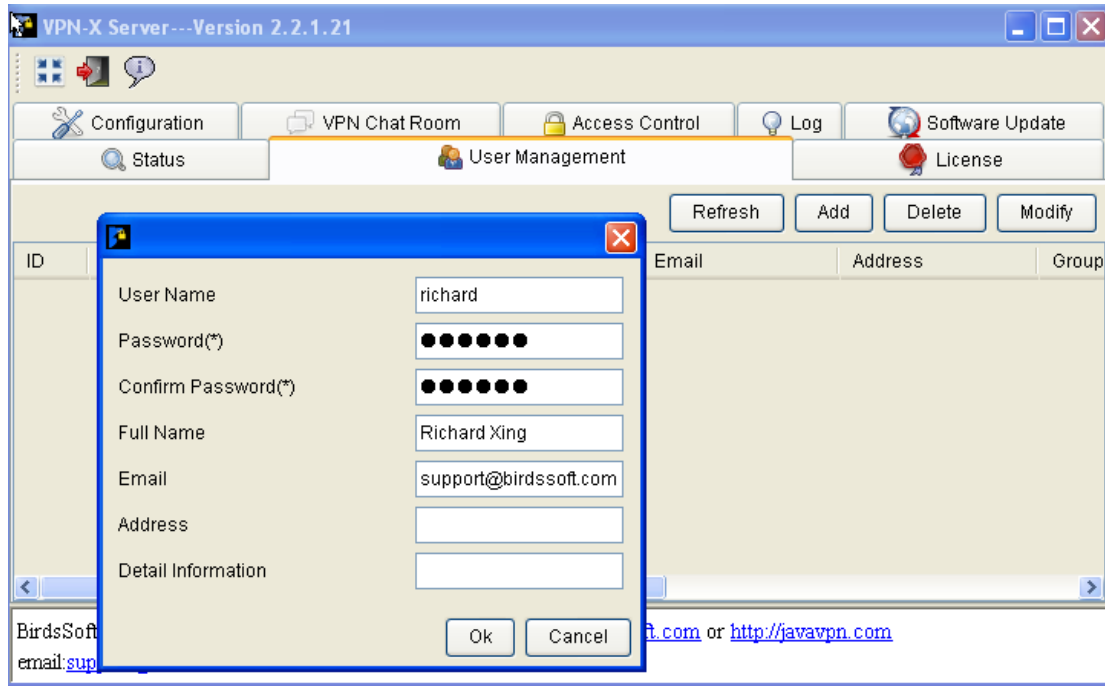 VPN-X Server---Version 2.2.1.21
Configuration VPN Chat Room Access Control Log Software Update
Status User Management License
Refresh Add Delete Modify
ID Email Address Group
User Name richard
Password(*) ●●●●●●
Confirm Password(*) ●●●●●●
Full Name Richard Xing
Email support@birdssoft.com
Address
Detail Information
Ok Cancel
BirdsSoft ft.com or http://javavpn.com
email:sup